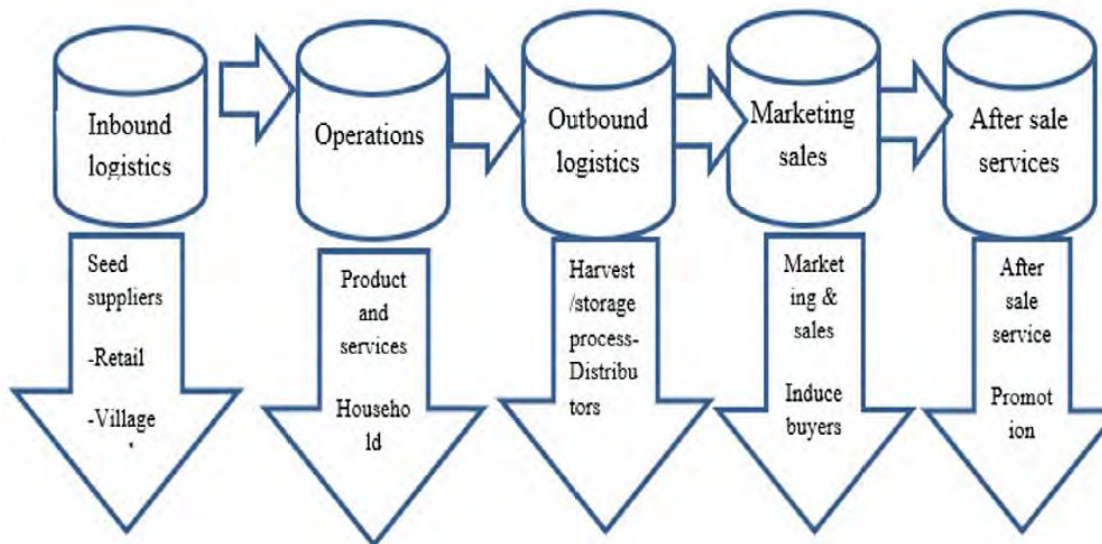 Inbound
logistics
Operations
Outbound
logistics
Marketing
sales
After sale
services
Seed
suppliers
-Retail
-Village
Product
and
services
Househo
ld
Harvest
/storage
process-
Distribu
tors
Market
ing &
sales
Induce
buyers
After
sale
service
Promot
ion